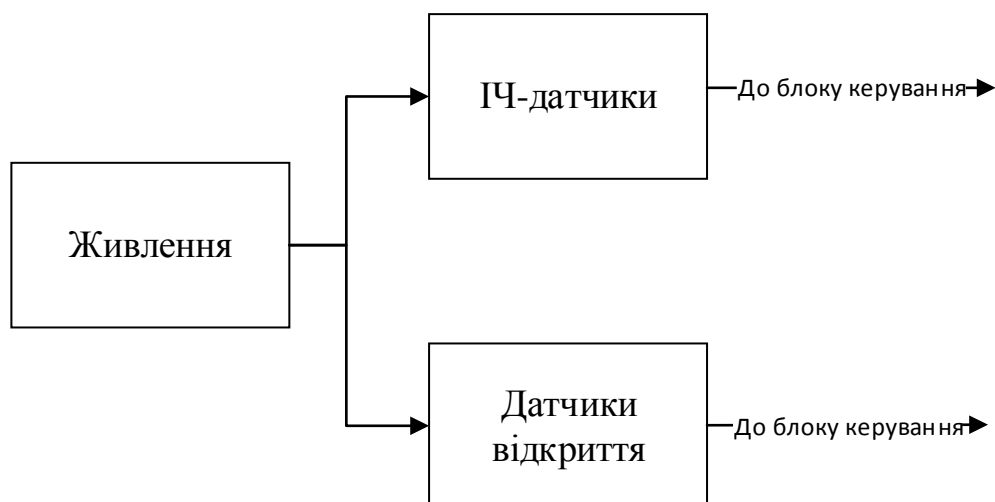 ІЧ-датчики
До блоку керування
Живлення
Датчики
відкриття
До блоку керування